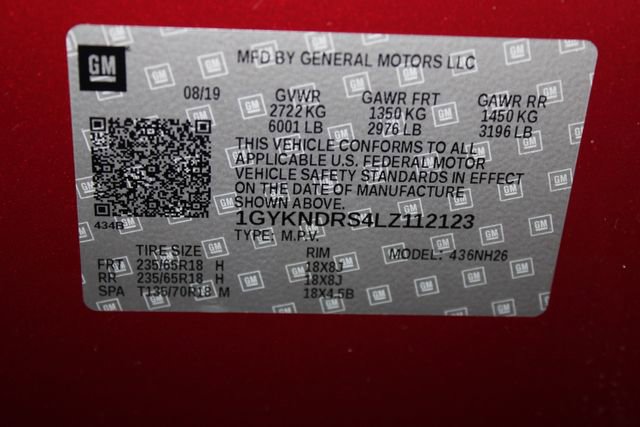 GM
MFD BY GENERAL MOTORS LLC
08/19 GVWR GAWR FRT GAWR RR
2722 KG 1350 KG 1450 KG
6001 LB 2976 LB 3196 LB
THIS VEHICLE CONFORMS TO ALL
APPLICABLE U.S. FEDERAL MOTOR
VEHICLE SAFETY STANDARDS IN EFFECT
ON THE DATE OF MANUFACTURE
SHOWN ABOVE.
434B
1GYKNDRS4LZ112123
TYPE: M.P.V.
TIRE SIZE RIM MODEL: 436NH26
FRT 235/65R18 H 18X8J
RR 235/65R18 H 18X8J
SPA T135/70R18 M 18X4.5B